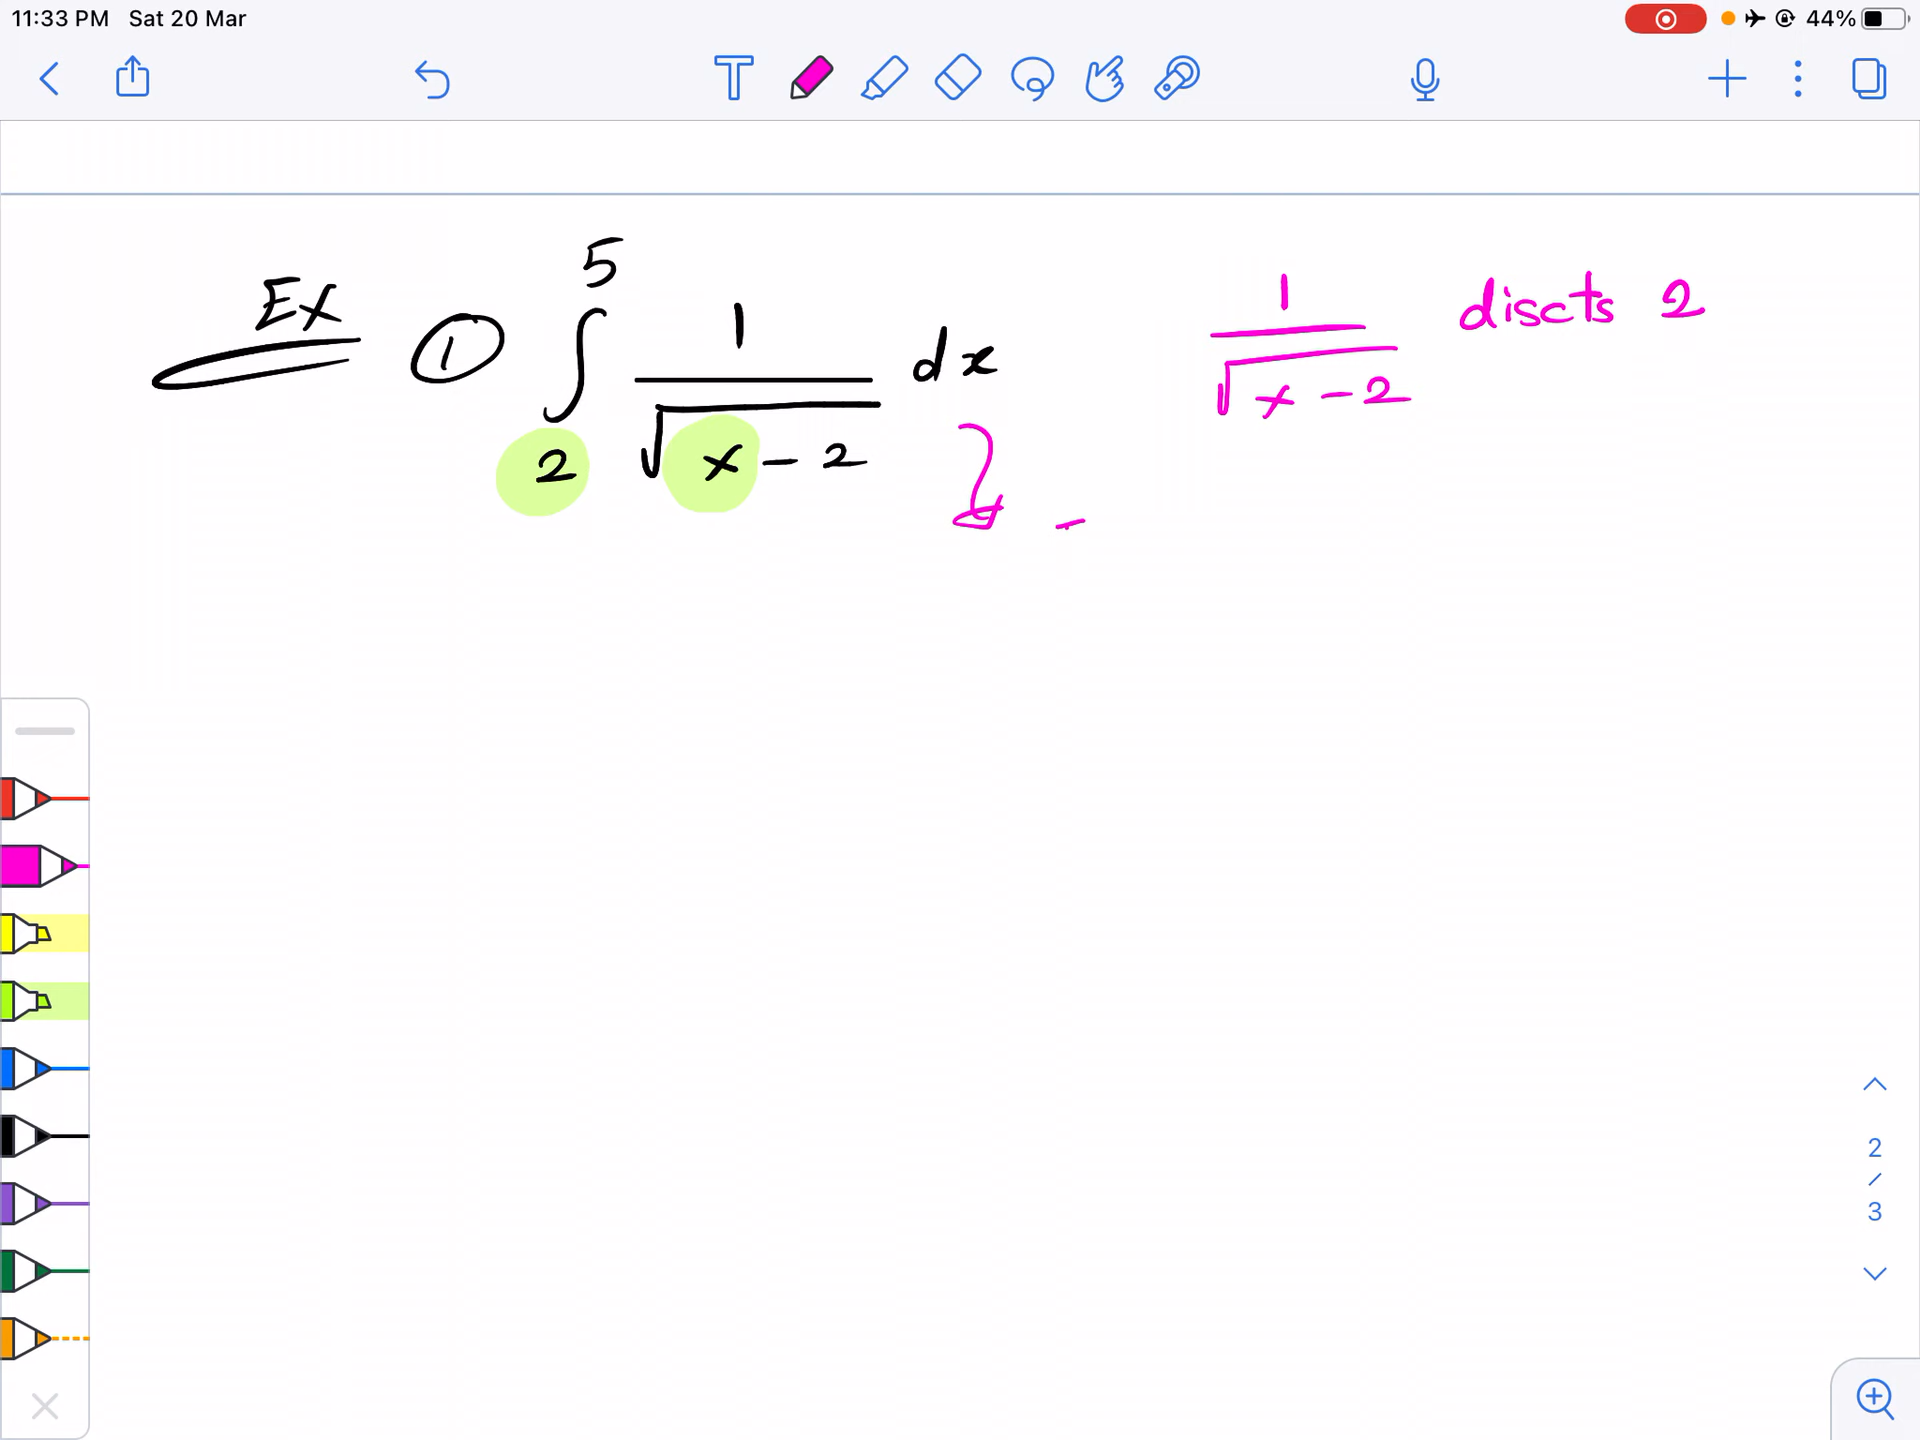 11:33 PM Sat 20 Mar 44%
T
Ex ① ∫₂⁵ 1/√(x-2) dx
1/√(x-2) discts 2
2
/
3